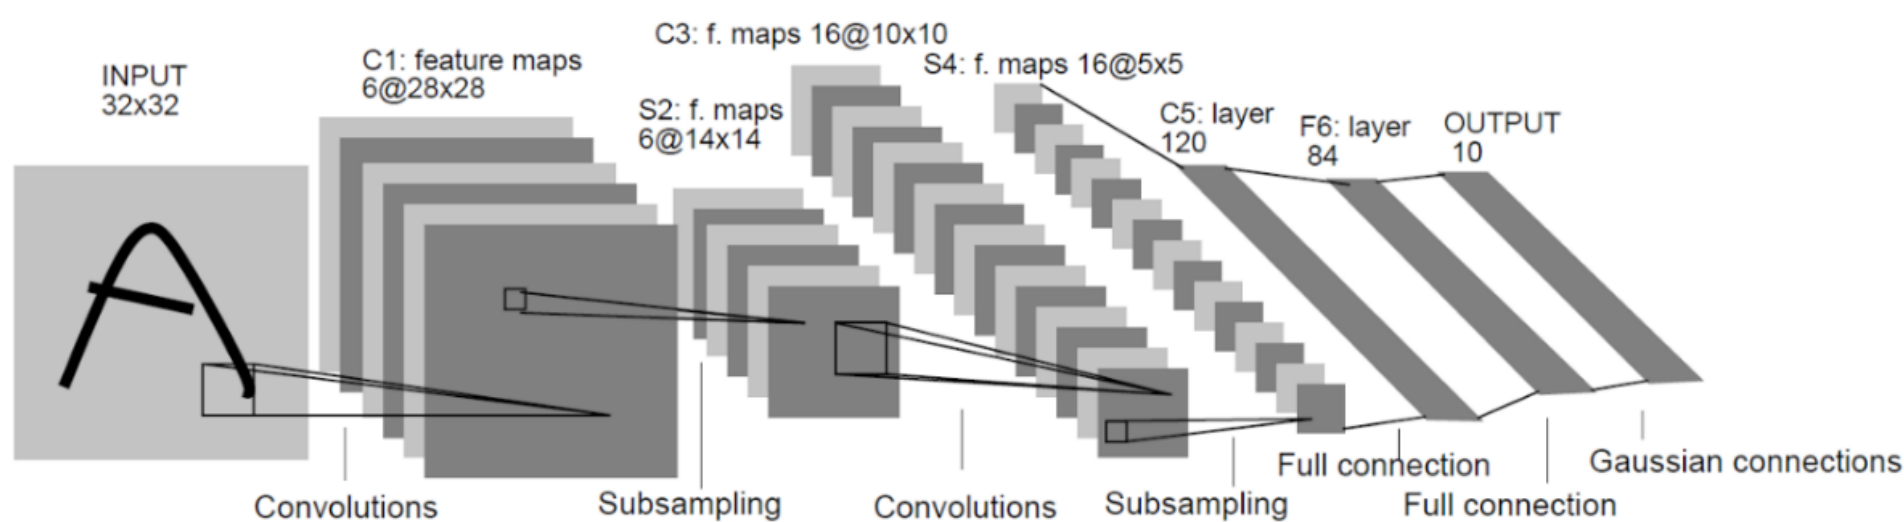 INPUT
32x32
C1: feature maps
6@28x28
S2: f. maps
6@14x14
C3: f. maps 16@10x10
S4: f. maps 16@5x5
C5: layer
120
F6: layer
84
OUTPUT
10
A
Convolutions
Subsampling
Convolutions
Subsampling
Full connection
Full connection
Gaussian connections